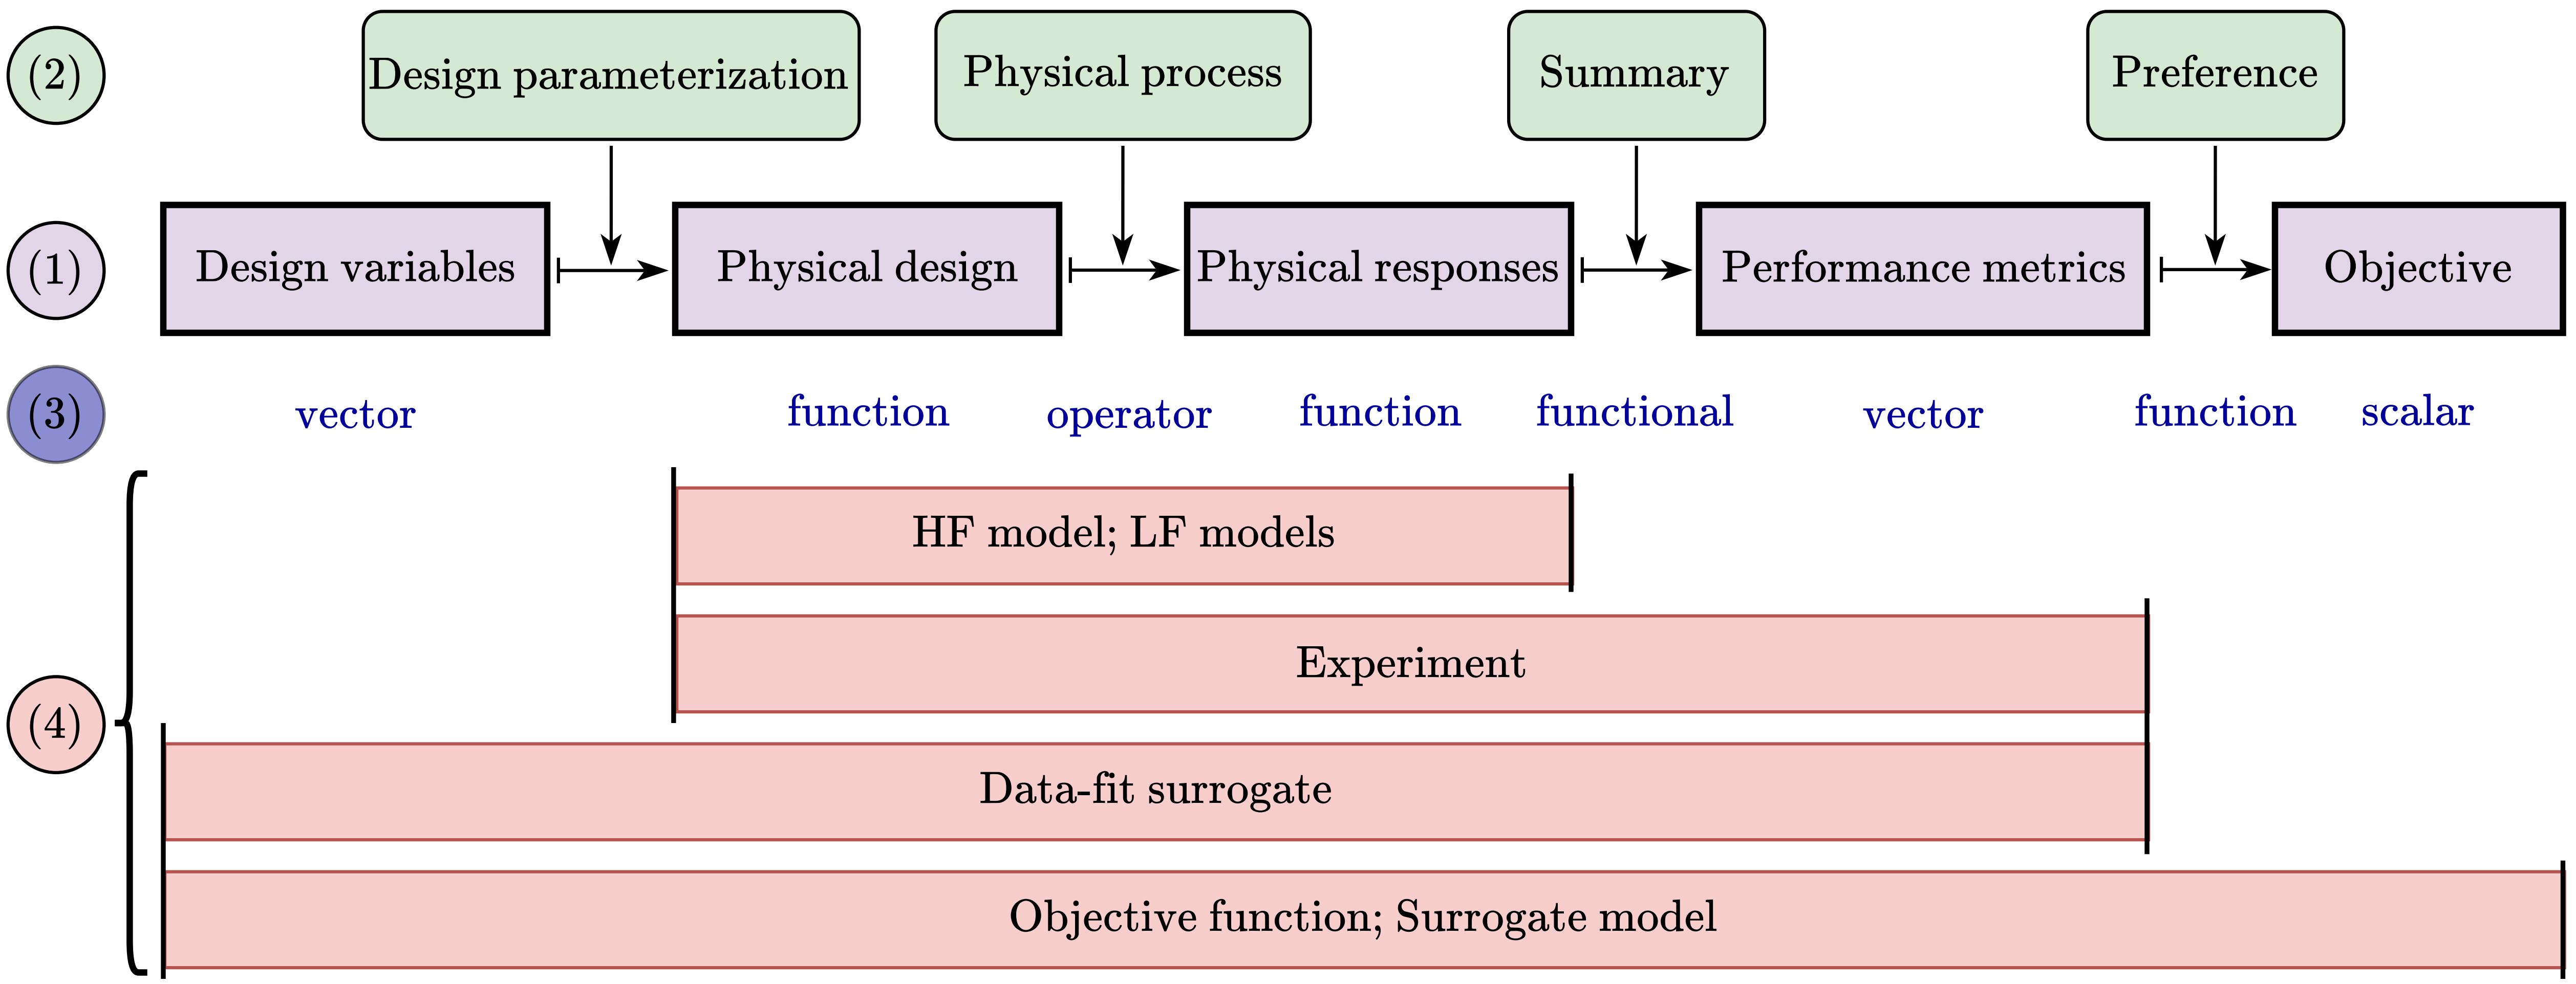 (2)
Design parameterization
Physical process
Summary
Preference
(1)
Design variables
Physical design
Physical responses
Performance metrics
Objective
(3)
vector
function
operator
function
functional
vector
function
scalar
HF model; LF models
Experiment
(4)
Data-fit surrogate
Objective function; Surrogate model